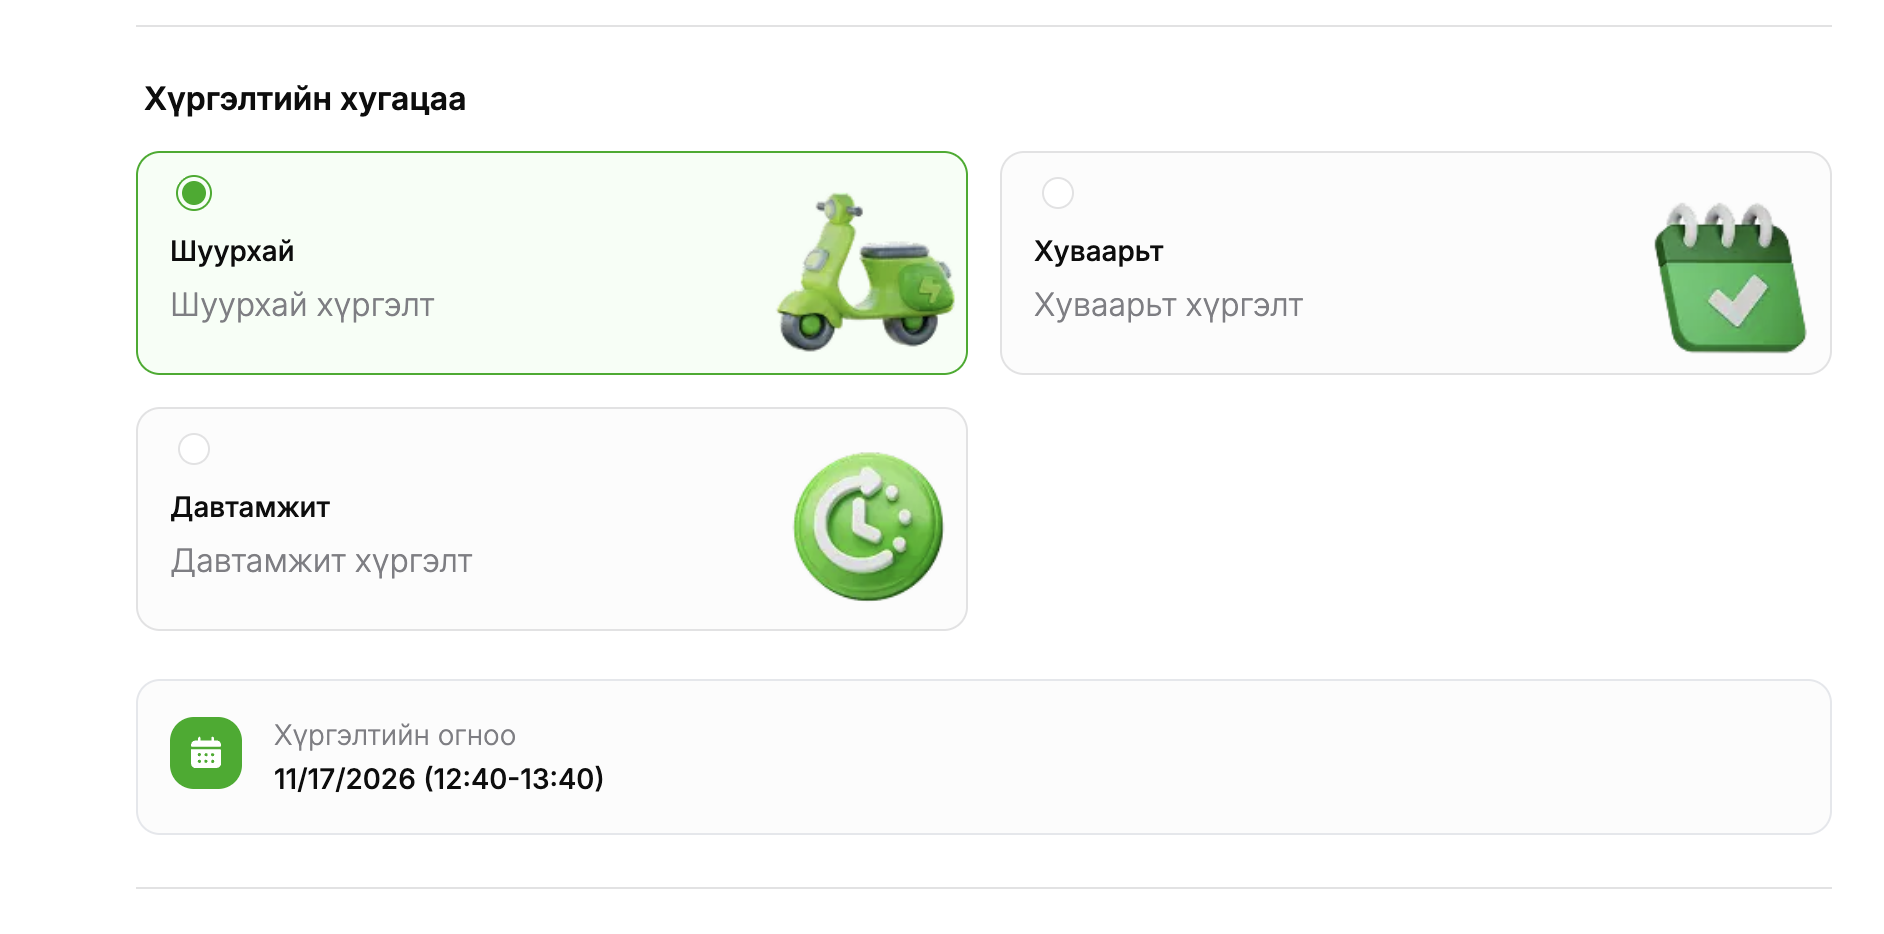 Хүргэлтийн хугацаа
Шуурхай
Шуурхай хүргэлт
Хуваарьт
Хуваарьт хүргэлт
Давтамжит
Давтамжит хүргэлт
Хүргэлтийн огноо
11/17/2026 (12:40-13:40)